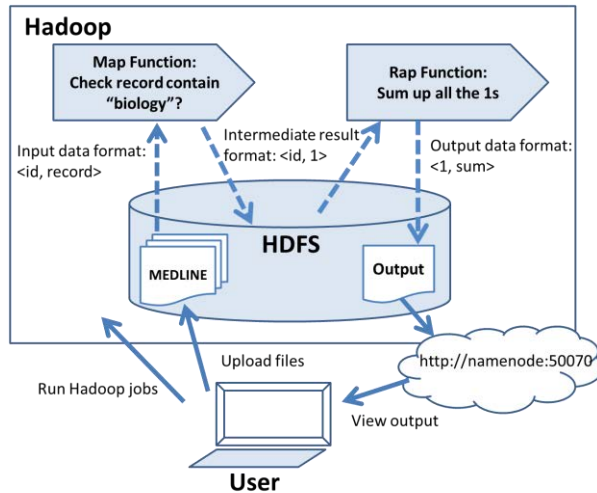 Hadoop
Map Function:
Check record contain
“biology”?
Rap Function:
Sum up all the 1s
Input data format:
<id, record>
Intermediate result
format: <id, 1>
Output data format:
<1, sum>
HDFS
MEDLINE
Output
http://namenode:50070
Upload files
Run Hadoop jobs
View output
User